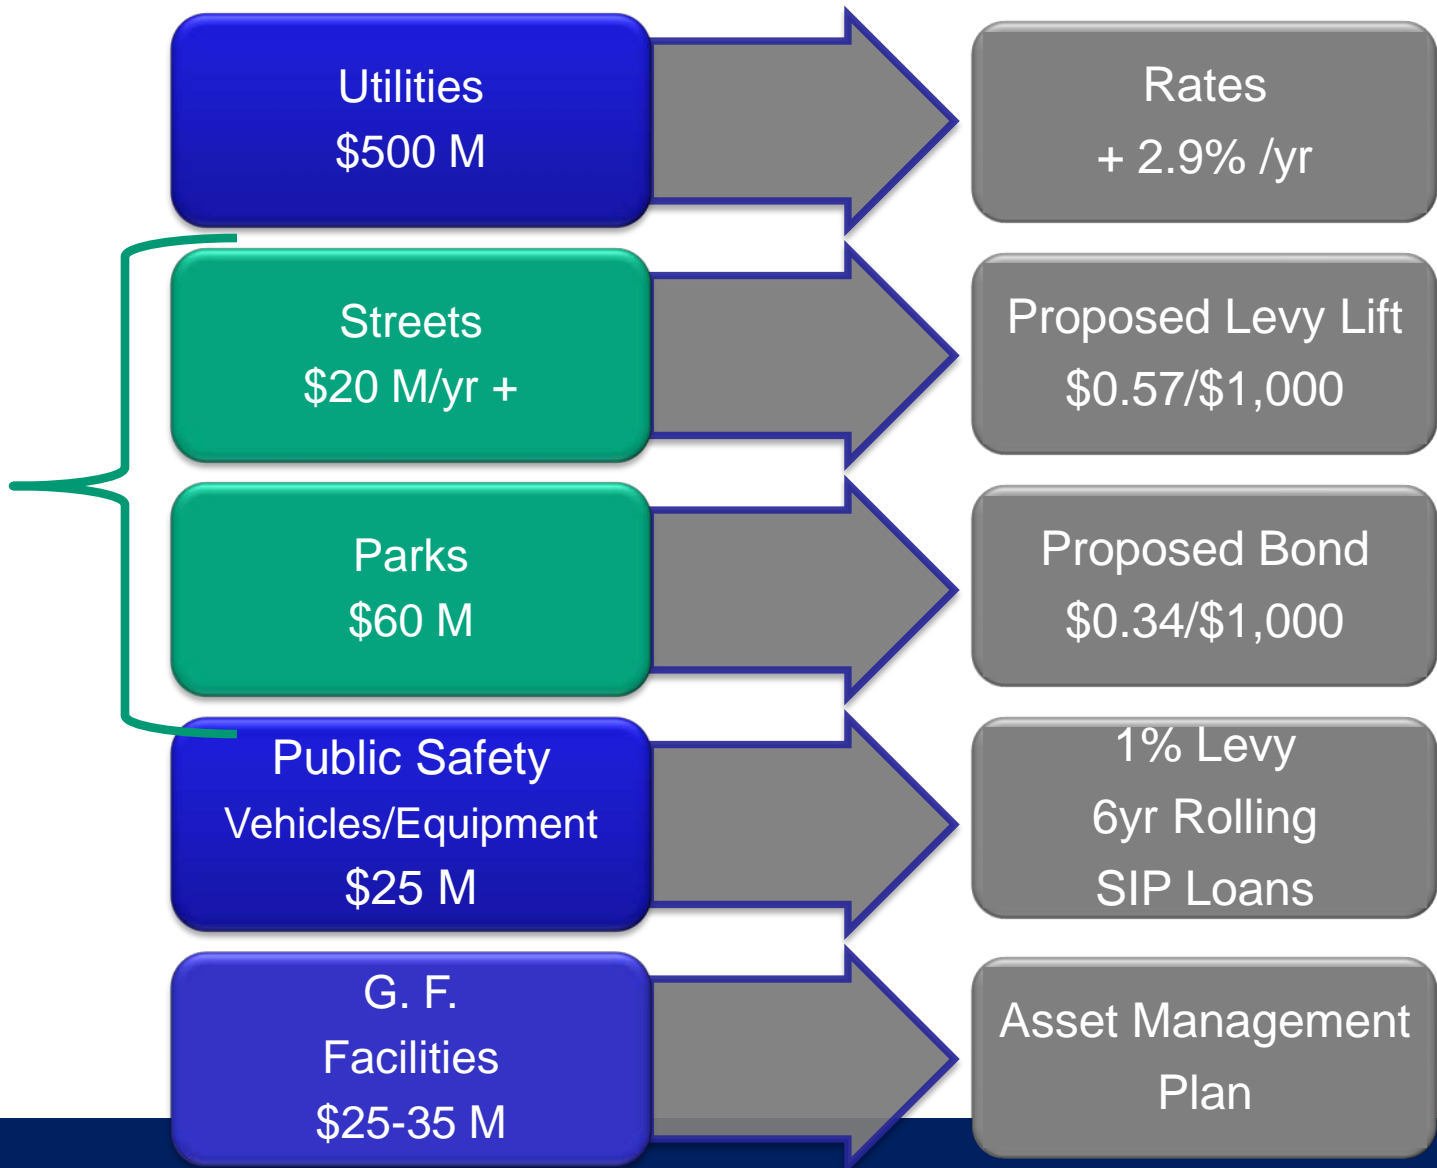 Utilities
$500 M
Rates
+ 2.9% /yr
Streets
$20 M/yr +
Proposed Levy Lift
$0.57/$1,000
Parks
$60 M
Proposed Bond
$0.34/$1,000
Public Safety
Vehicles/Equipment
$25 M
1% Levy
6yr Rolling
SIP Loans
G. F.
Facilities
$25-35 M
Asset Management
Plan